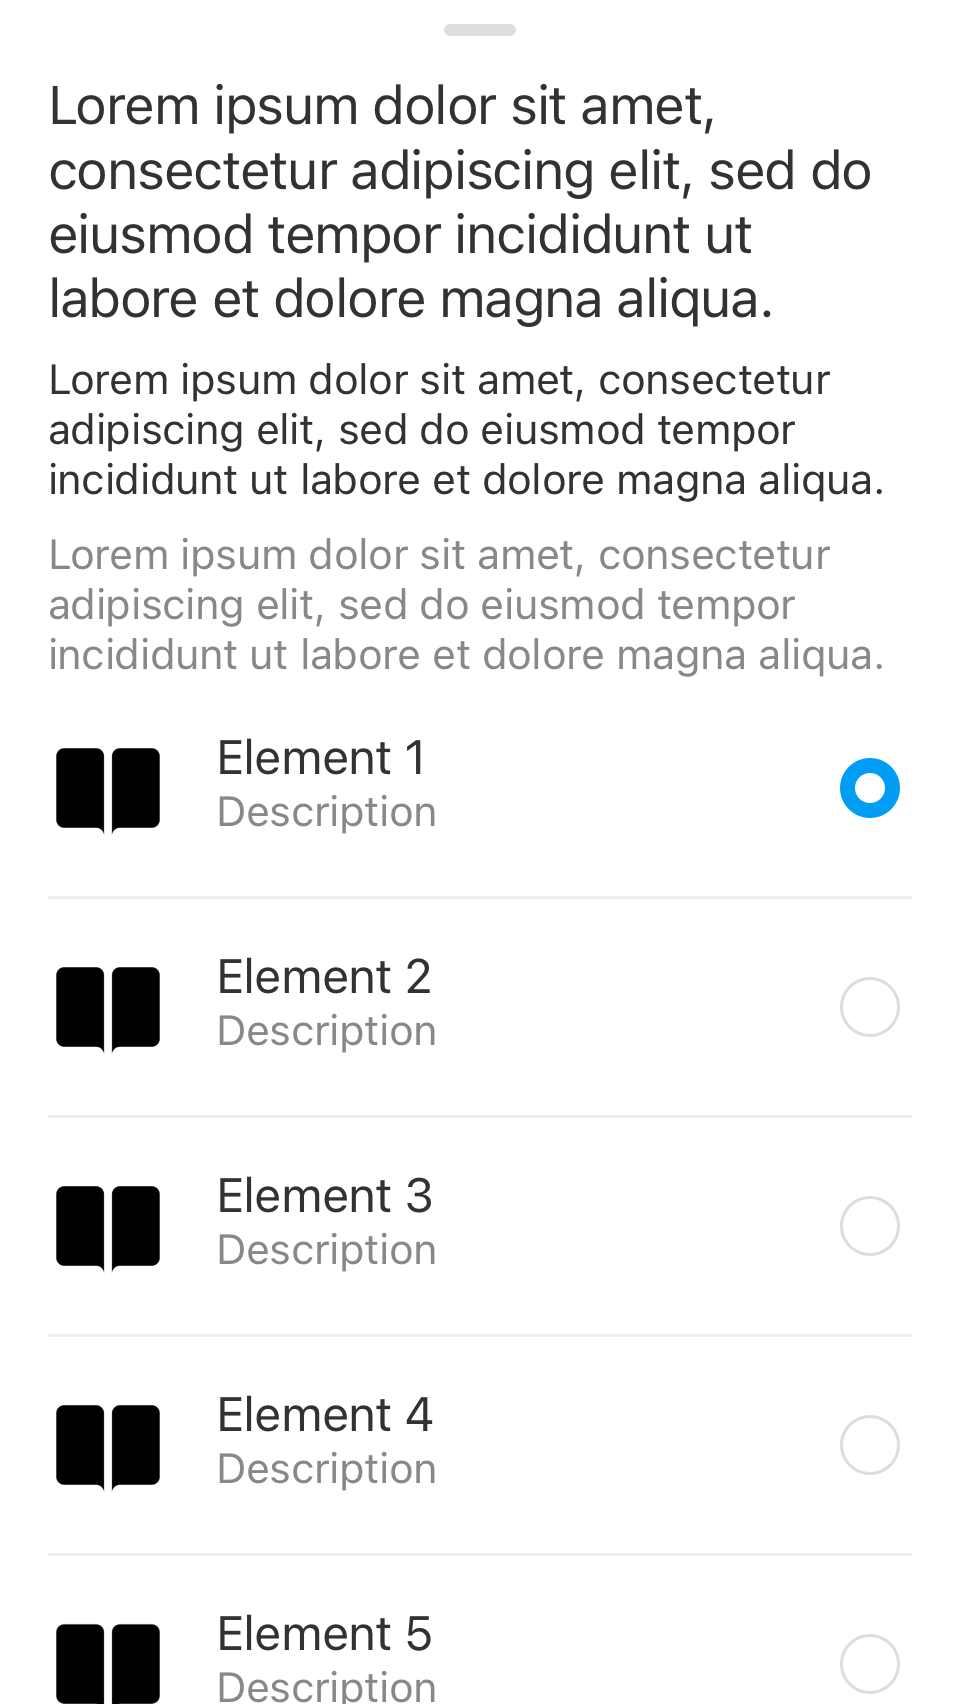 Lorem ipsum dolor sit amet,
consectetur adipiscing elit, sed do
eiusmod tempor incididunt ut
labore et dolore magna aliqua.
Lorem ipsum dolor sit amet, consectetur
adipiscing elit, sed do eiusmod tempor
incididunt ut labore et dolore magna aliqua.
Lorem ipsum dolor sit amet, consectetur
adipiscing elit, sed do eiusmod tempor
incididunt ut labore et dolore magna aliqua.
Element 1
Description
Element 2
Description
Element 3
Description
Element 4
Description
Element 5
Description